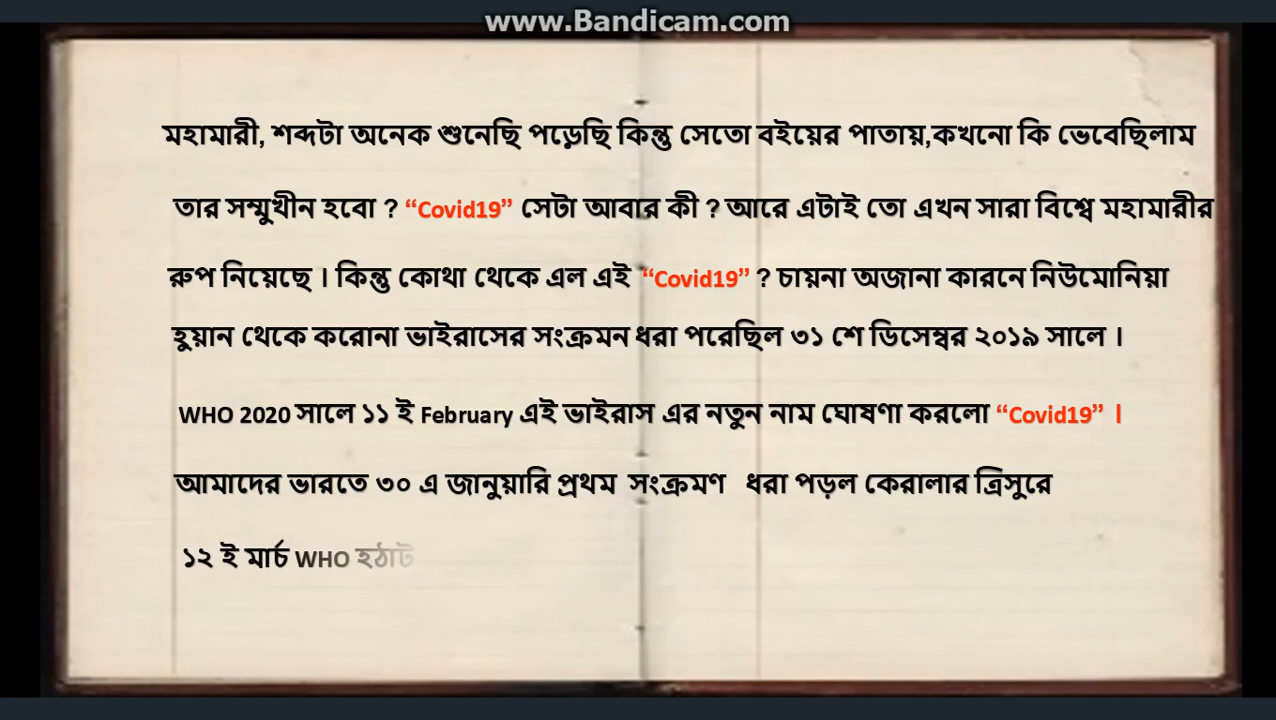 www.Bandicam.com
মহামারী, শব্দটা অনেক শুনেছি পড়েছি কিন্তু সেতো বইয়ের পাতায়,কখনো কি ভেবেছিলাম
তার সম্মুখীন হবো ? “Covid19” সেটা আবার কী ? আরে এটাই তো এখন সারা বিশ্বে মহামারীর
রুপ নিয়েছে । কিন্তু কোথা থেকে এল এই “Covid19” ? চায়না অজানা কারনে নিউমোনিয়া
হুয়ান থেকে করোনা ভাইরাসের সংক্রমন ধরা পরেছিল ৩১ শে ডিসেম্বর ২০১৯ সালে ।
WHO 2020 সালে ১১ ই February এই ভাইরাস এর নতুন নাম ঘোষণা করলো “Covid19” ।
আমাদের ভারতে ৩০ এ জানুয়ারি প্রথম সংক্রমণ ধরা পড়ল কেরালার ত্রিসুরে
১২ ই মার্চ WHO হঠাট